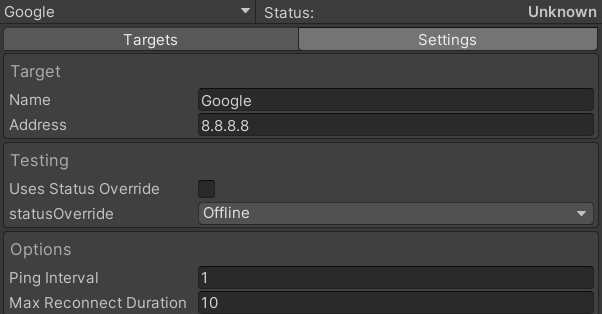 Google Status: Unknown
Targets Settings
Target
Name Google
Address 8.8.8.8
Testing
Uses Status Override
statusOverride Offline
Options
Ping Interval 1
Max Reconnect Duration 10